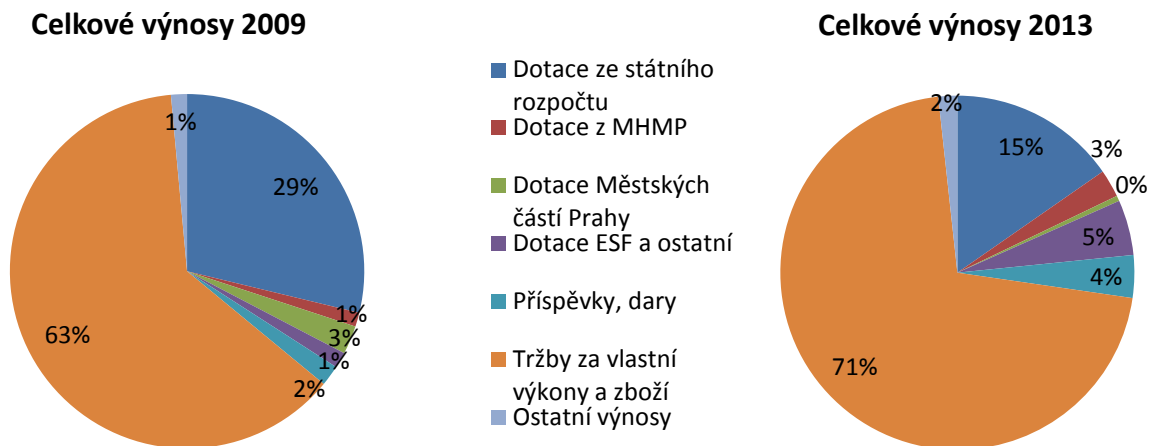 Celkové výnosy 2009
1%
29%
1%
3%
1%
2%
63%
Dotace ze státního
rozpočtu
Dotace z MHMP
Dotace Městských
částí Prahy
Dotace ESF a ostatní
Příspěvky, dary
Tržby za vlastní
výkony a zboží
Ostatní výnosy
Celkové výnosy 2013
2%
15%
3%
0%
5%
4%
71%